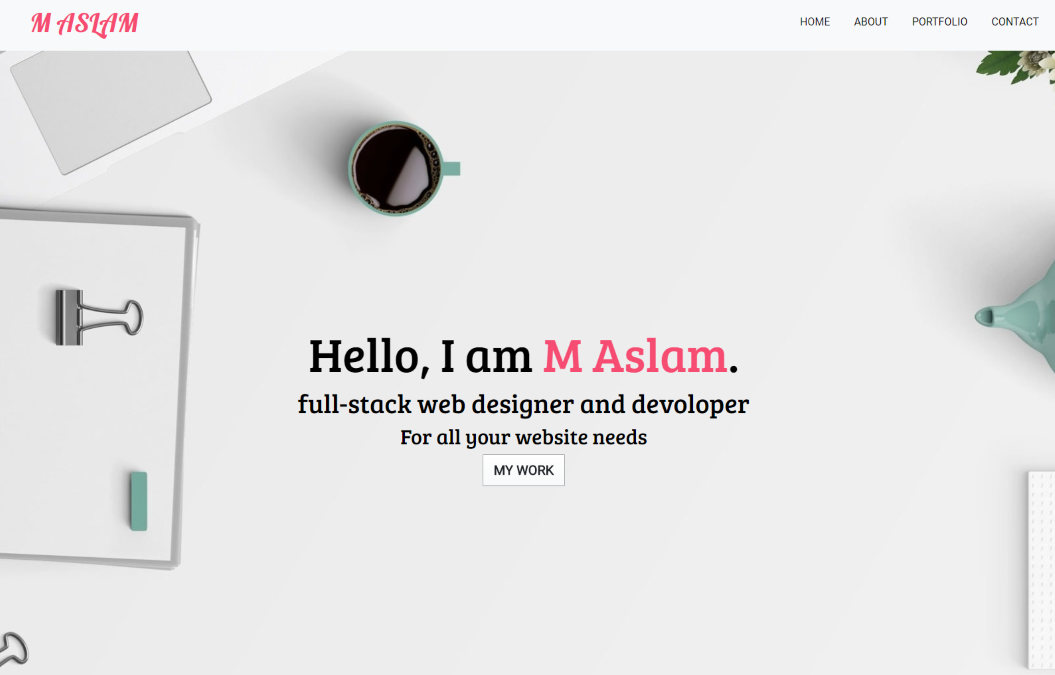 M ASLAM
HOME ABOUT PORTFOLIO CONTACT
Hello, I am M Aslam.
full-stack web designer and devoloper
For all your website needs
MY WORK